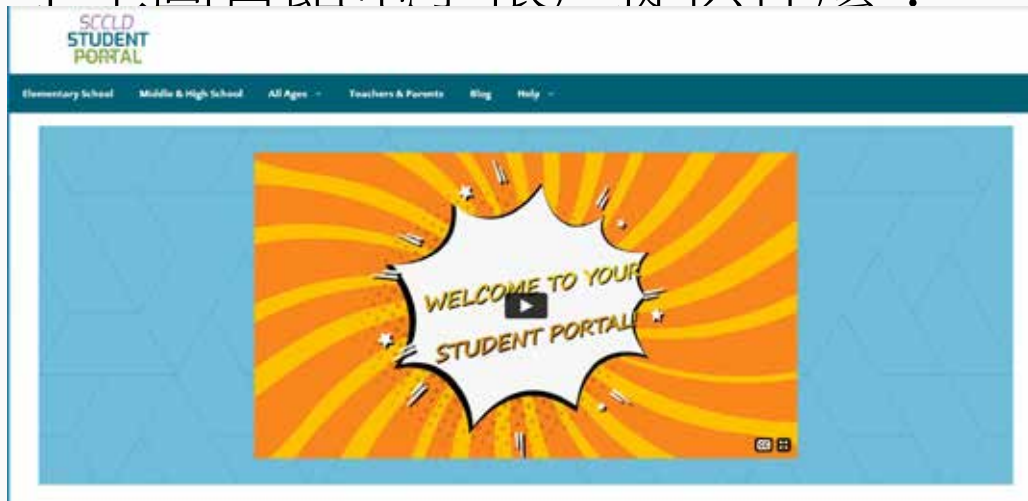 SCCLD
STUDENT
PORTAL
Elementary School Middle & High School All Ages Teachers & Parents Blog Help
WELCOME TO YOUR
STUDENT PORTAL!
CC